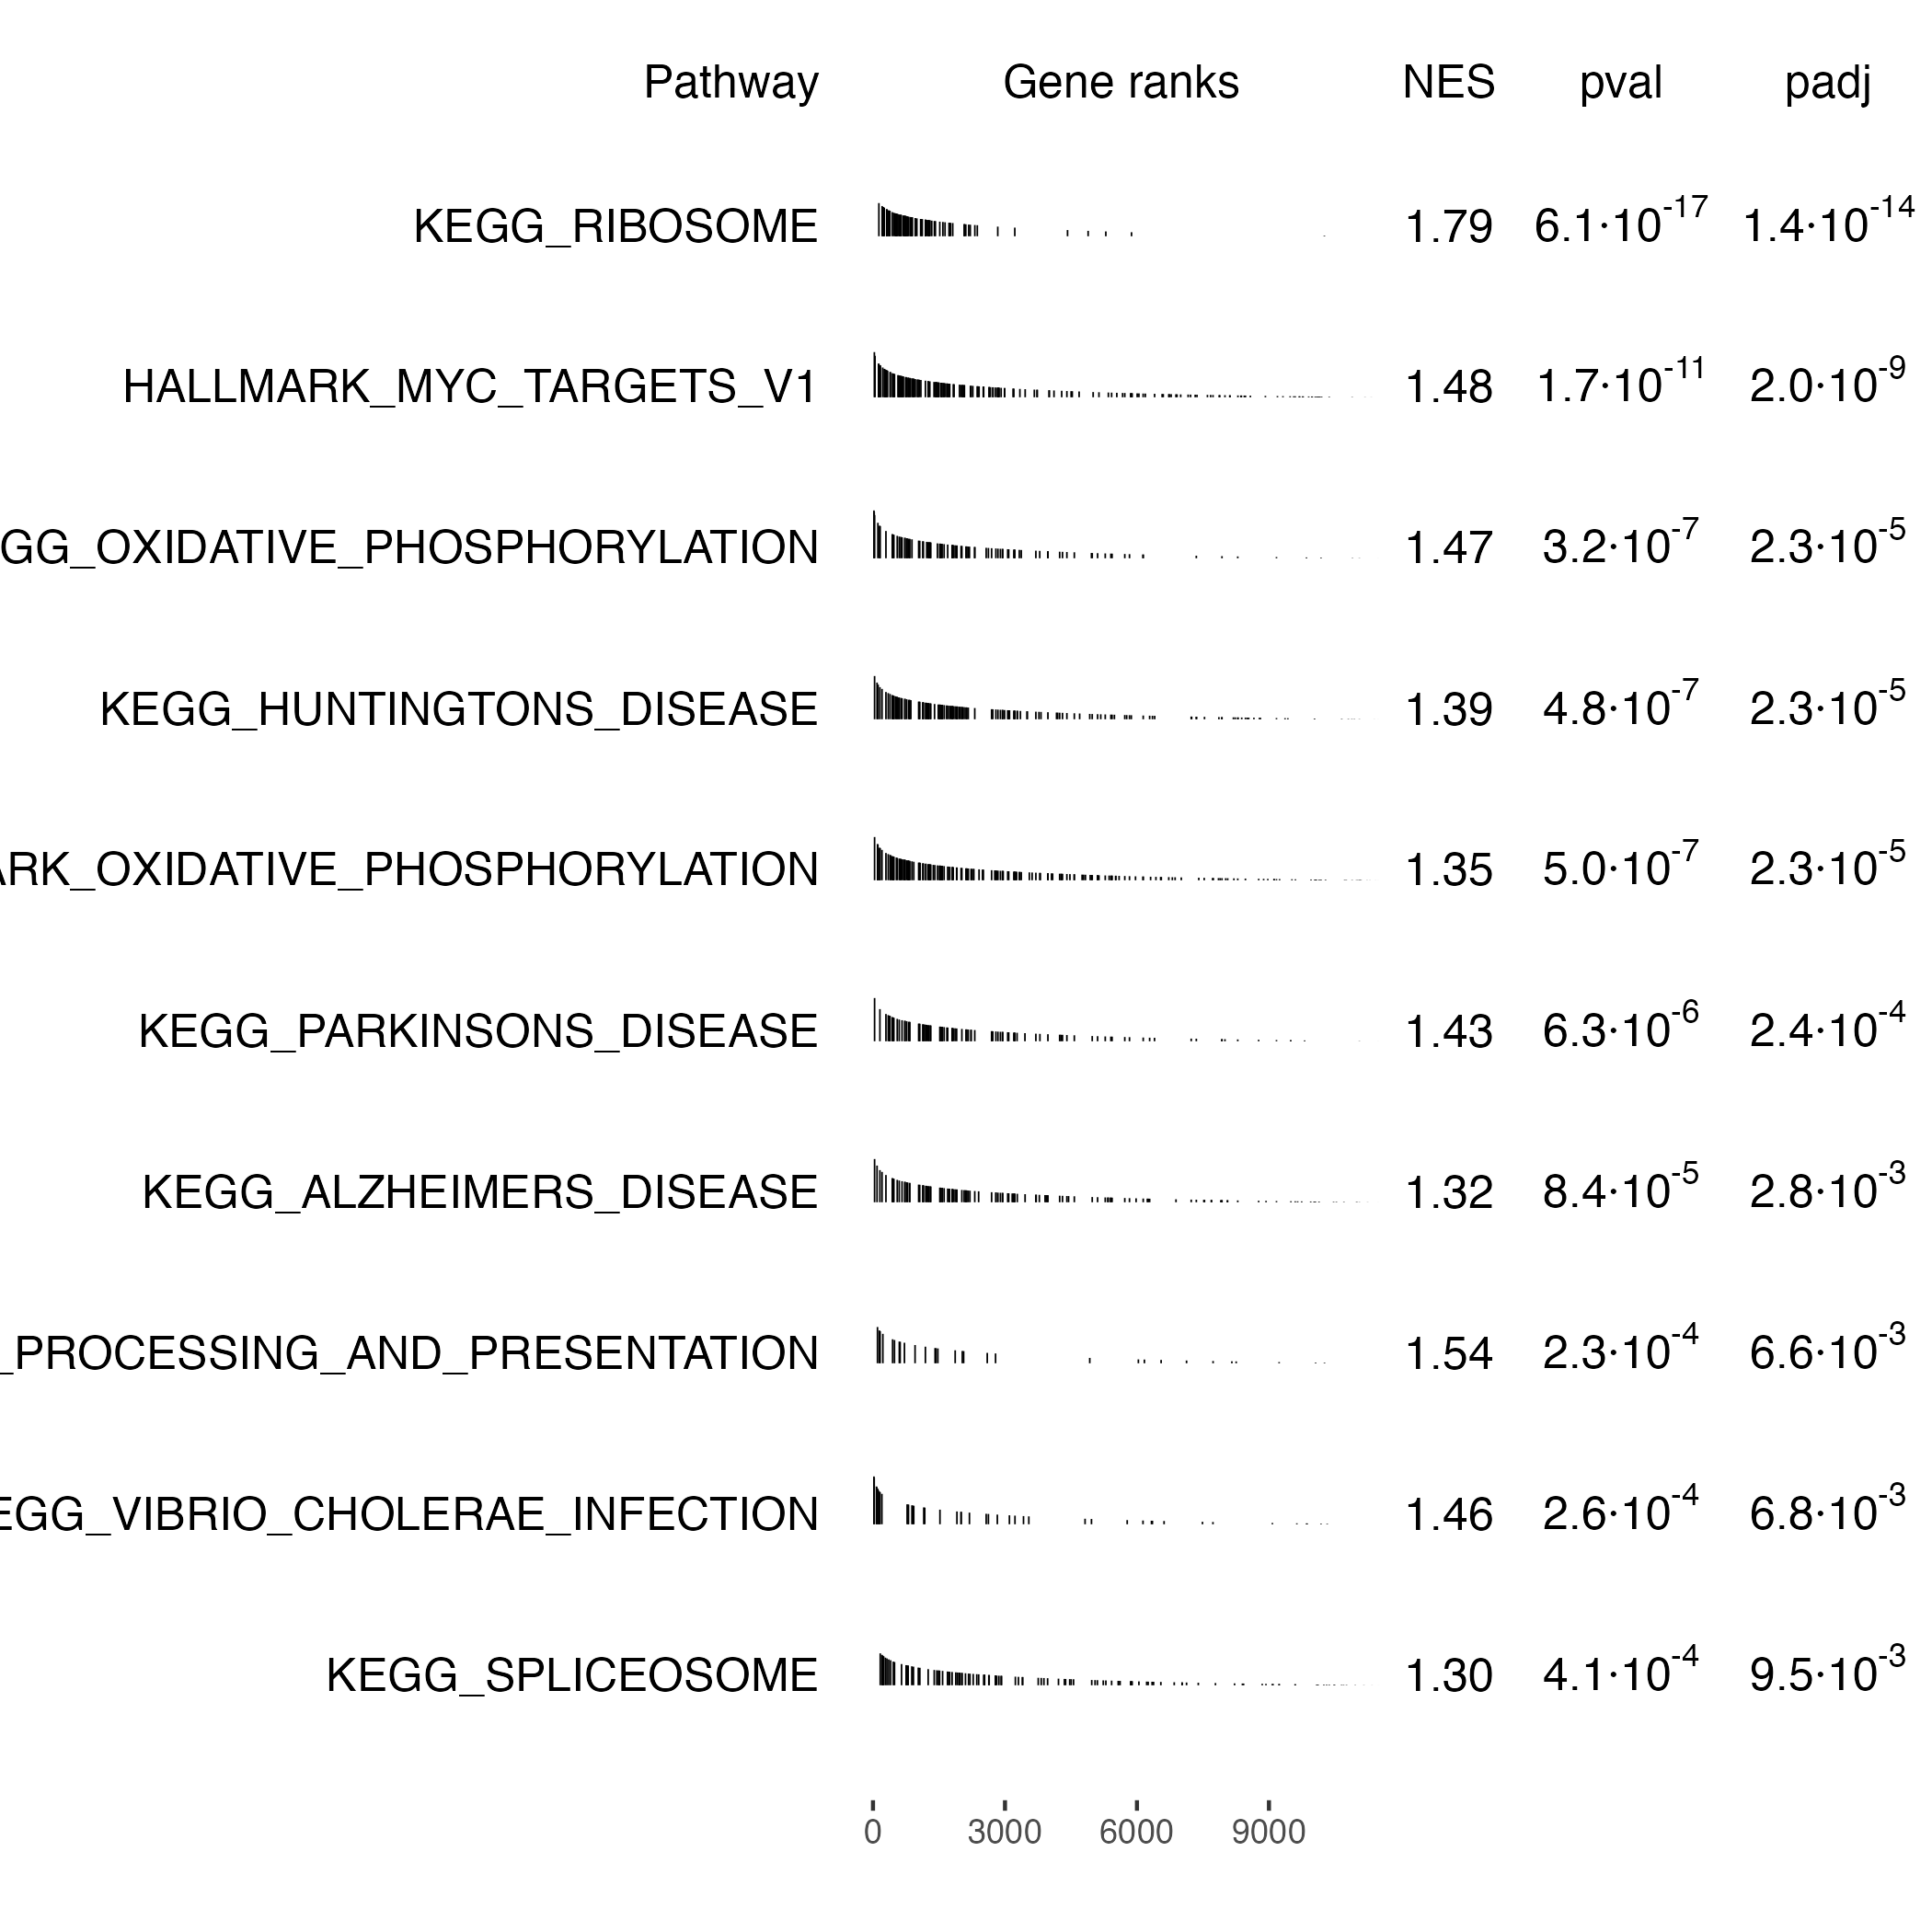 Pathway Gene ranks NES pval padj
KEGG_RIBOSOME 1.79 6.1·10^-17 1.4·10^-14
HALLMARK_MYC_TARGETS_V1 1.48 1.7·10^-11 2.0·10^-9
GG_OXIDATIVE_PHOSPHORYLATION 1.47 3.2·10^-7 2.3·10^-5
KEGG_HUNTINGTONS_DISEASE 1.39 4.8·10^-7 2.3·10^-5
ARK_OXIDATIVE_PHOSPHORYLATION 1.35 5.0·10^-7 2.3·10^-5
KEGG_PARKINSONS_DISEASE 1.43 6.3·10^-6 2.4·10^-4
KEGG_ALZHEIMERS_DISEASE 1.32 8.4·10^-5 2.8·10^-3
_PROCESSING_AND_PRESENTATION 1.54 2.3·10^-4 6.6·10^-3
EGG_VIBRIO_CHOLERAE_INFECTION 1.46 2.6·10^-4 6.8·10^-3
KEGG_SPLICEOSOME 1.30 4.1·10^-4 9.5·10^-3
0 3000 6000 9000